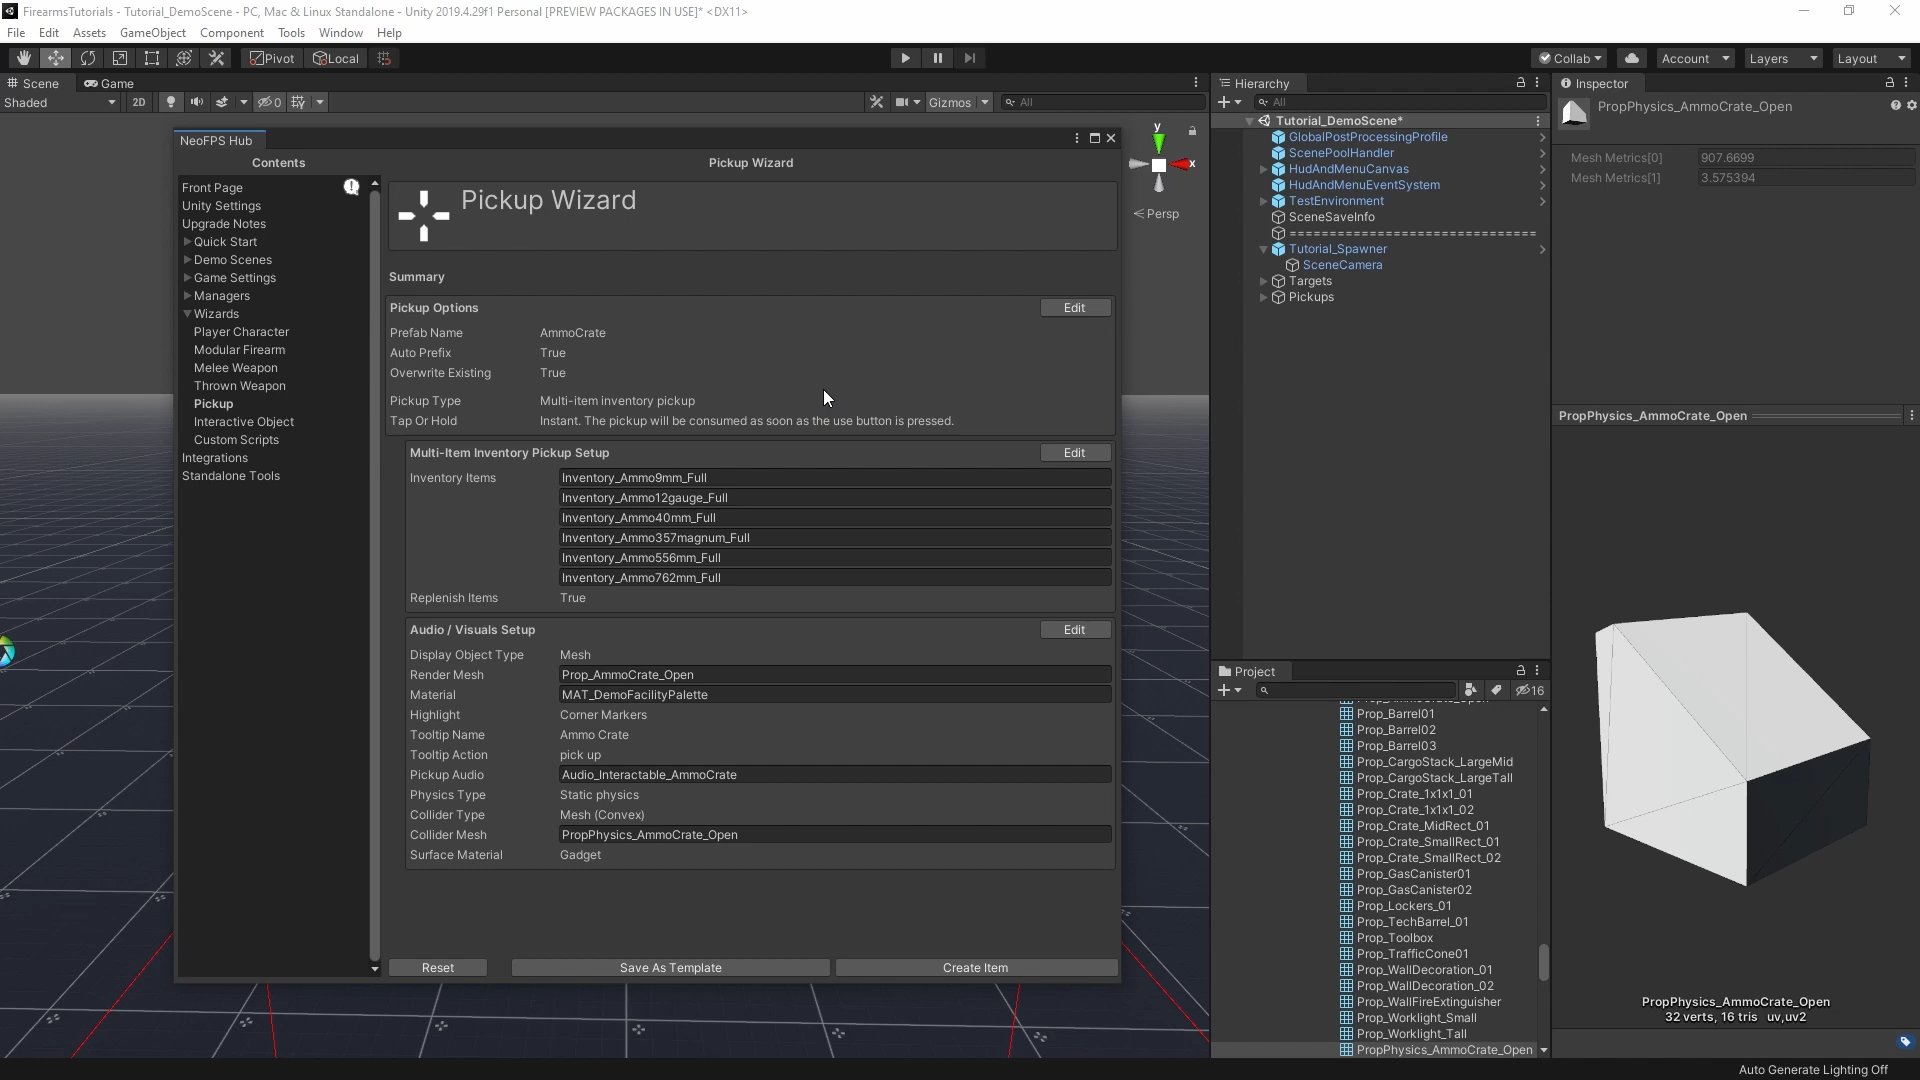 FirearmsTutorials - Tutorial_DemoScene - PC, Mac & Linux Standalone - Unity 2019.4.29f1 Personal [PREVIEW PACKAGES IN USE]* <DX11>
File Edit Assets GameObject Component Tools Window Help
Pivot Local Collab Account Layers Layout
Scene Game
Shaded 2D 0 Gizmos All
NeoFPS Hub
Contents
Front Page
Unity Settings
Upgrade Notes
Quick Start
Demo Scenes
Game Settings
Managers
Wizards
Player Character
Modular Firearm
Melee Weapon
Thrown Weapon
Pickup
Interactive Object
Custom Scripts
Integrations
Standalone Tools
Pickup Wizard
Pickup Wizard
Summary
Pickup Options Edit
Prefab Name AmmoCrate
Auto Prefix True
Overwrite Existing True
Pickup Type Multi-item inventory pickup
Tap Or Hold Instant. The pickup will be consumed as soon as the use button is pressed.
Multi-Item Inventory Pickup Setup Edit
Inventory Items Inventory_Ammo9mm_Full
Inventory_Ammo12gauge_Full
Inventory_Ammo40mm_Full
Inventory_Ammo357magnum_Full
Inventory_Ammo556mm_Full
Inventory_Ammo762mm_Full
Replenish Items True
Audio / Visuals Setup Edit
Display Object Type Mesh
Render Mesh Prop_AmmoCrate_Open
Material MAT_DemoFacilityPalette
Highlight Corner Markers
Tooltip Name Ammo Crate
Tooltip Action pick up
Pickup Audio Audio_Interactable_AmmoCrate
Physics Type Static physics
Collider Type Mesh (Convex)
Collider Mesh PropPhysics_AmmoCrate_Open
Surface Material Gadget
Reset Save As Template Create Item
y
x
Persp
Hierarchy
All
Tutorial_DemoScene*
GlobalPostProcessingProfile
ScenePoolHandler
HudAndMenuCanvas
HudAndMenuEventSystem
TestEnvironment
SceneSaveInfo
==============================
Tutorial_Spawner
SceneCamera
Targets
Pickups
Project
16
Prop_Barrel01
Prop_Barrel02
Prop_Barrel03
Prop_CargoStack_LargeMid
Prop_CargoStack_LargeTall
Prop_Crate_1x1x1_01
Prop_Crate_1x1x1_02
Prop_Crate_MidRect_01
Prop_Crate_SmallRect_01
Prop_Crate_SmallRect_02
Prop_GasCanister01
Prop_GasCanister02
Prop_Lockers_01
Prop_TechBarrel_01
Prop_Toolbox
Prop_TrafficCone01
Prop_WallDecoration_01
Prop_WallDecoration_02
Prop_WallFireExtinguisher
Prop_Worklight_Small
Prop_Worklight_Tall
PropPhysics_AmmoCrate_Open
Inspector
PropPhysics_AmmoCrate_Open
Mesh Metrics[0] 907.6699
Mesh Metrics[1] 3.575394
PropPhysics_AmmoCrate_Open
PropPhysics_AmmoCrate_Open
32 verts, 16 tris uv,uv2
Auto Generate Lighting Off